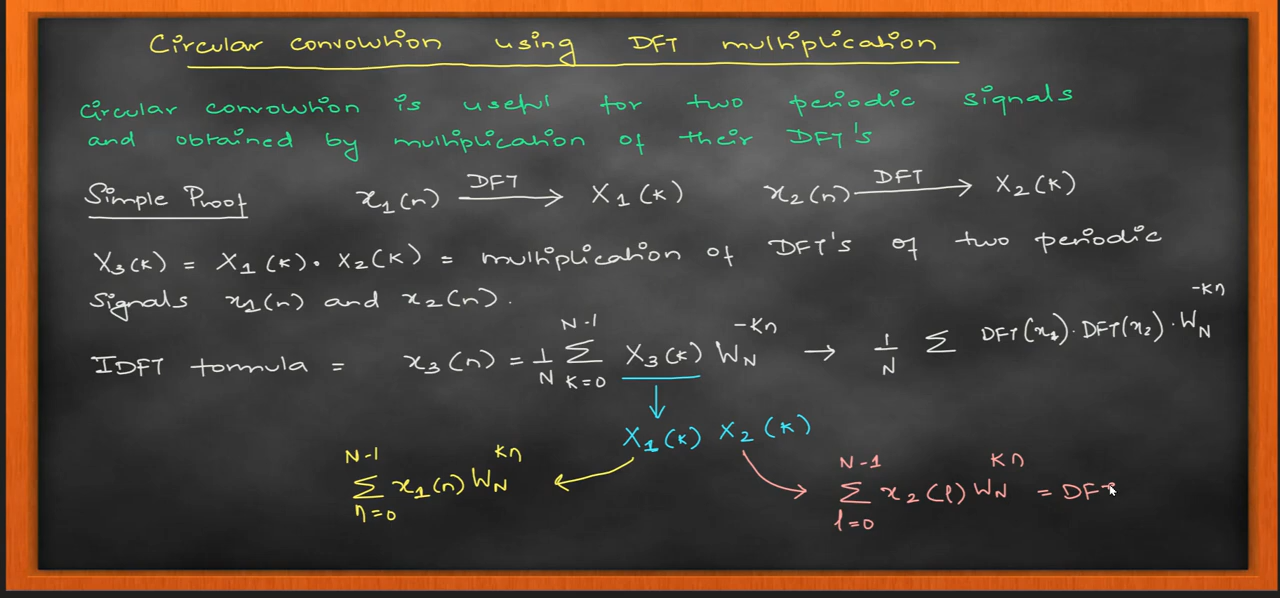 Circular convolution using DFT multiplication
Circular convolution is useful for two periodic signals
and obtained by multiplication of their DFT's
Simple Proof x₁(n) DFT → X₁(k) x₂(n) DFT → X₂(k)
X₃(k) = X₁(k) · X₂(k) = multiplication of DFT's of two periodic
signals x₁(n) and x₂(n).
IDFT formula = x₃(n) = 1/N ∑_{k=0}^{N-1} X₃(k) W_N^{-kn} → 1/N ∑ DFT(x₁) · DFT(x₂) · W_N^{-kn}
↓
X₁(k) X₂(k)
∑_{n=0}^{N-1} x₁(n) W_N^{kn} ← → ∑_{l=0}^{N-1} x₂(l) W_N^{kn} = DFT